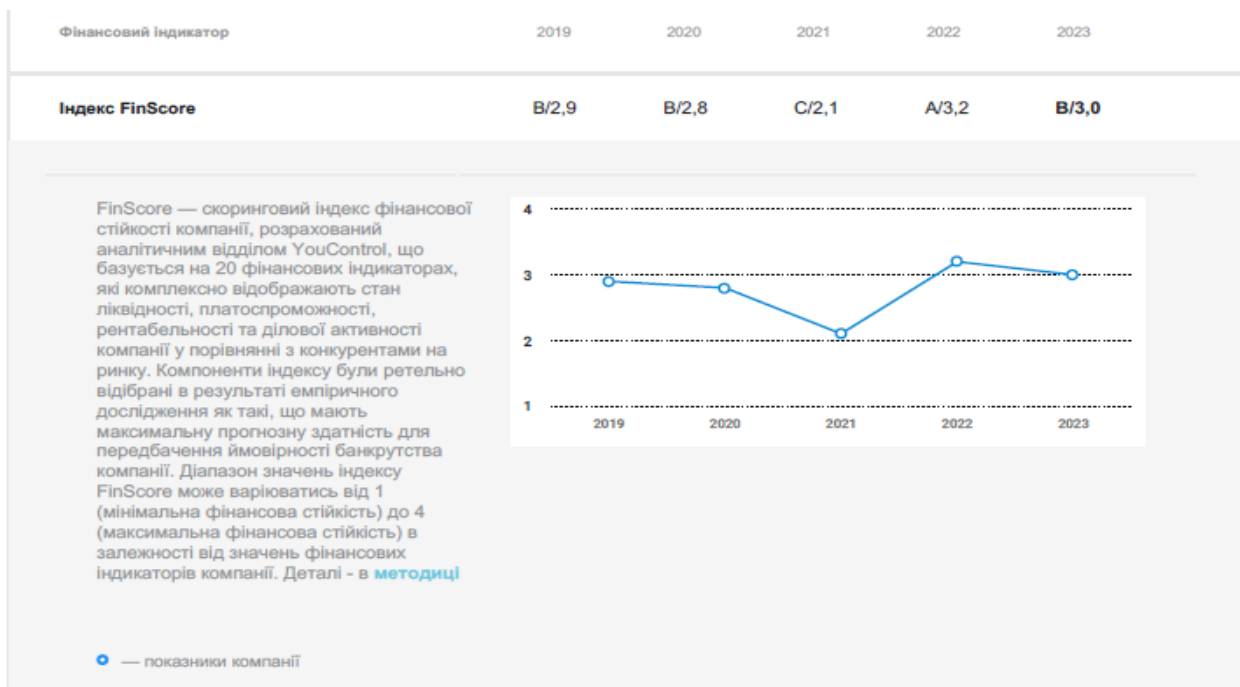 Фінансовий індикатор 2019 2020 2021 2022 2023
Індекс FinScore B/2,9 B/2,8 C/2,1 A/3,2 B/3,0
FinScore — скоринговий індекс фінансової
стійкості компанії, розрахований
аналітичним відділом YouControl, що
базується на 20 фінансових індикаторах,
які комплексно відображають стан
ліквідності, платоспроможності,
рентабельності та ділової активності
компанії у порівнянні з конкурентами на
ринку. Компоненти індексу були ретельно
відібрані в результаті емпіричного
дослідження як такі, що мають
максимальну прогнозну здатність для
передбачення ймовірності банкрутства
компанії. Діапазон значень індексу
FinScore може варіюватись від 1
(мінімальна фінансова стійкість) до 4
(максимальна фінансова стійкість) в
залежності від значень фінансових
індикаторів компанії. Деталі - в методиці
4
3
2
1
2019 2020 2021 2022 2023
— показники компанії